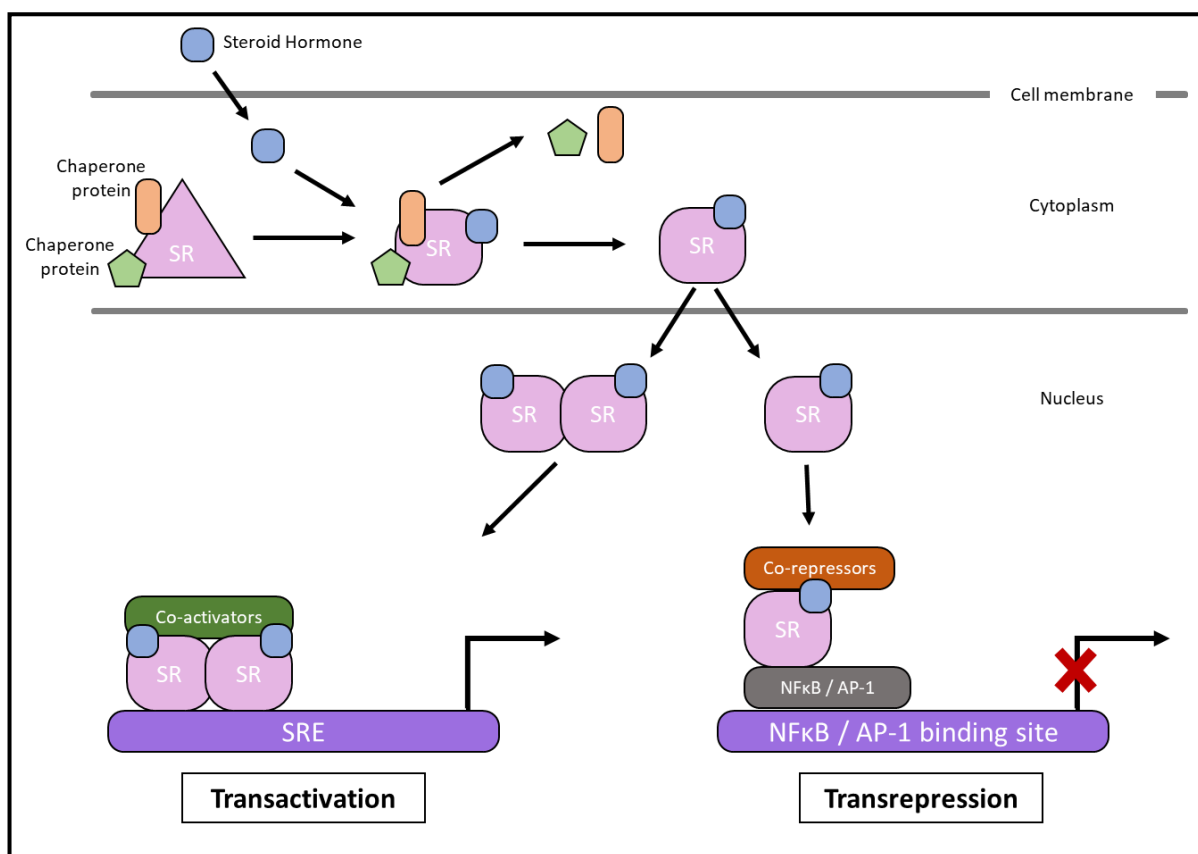 Steroid Hormone
Cell membrane
Chaperone
protein
Cytoplasm
SR
SR
SR
Chaperone
protein
Nucleus
SR
SR
SR
Co-repressors
Co-activators
SR
SR
SR
NFκB / AP-1
SRE
NFκB / AP-1 binding site
Transactivation
Transrepression